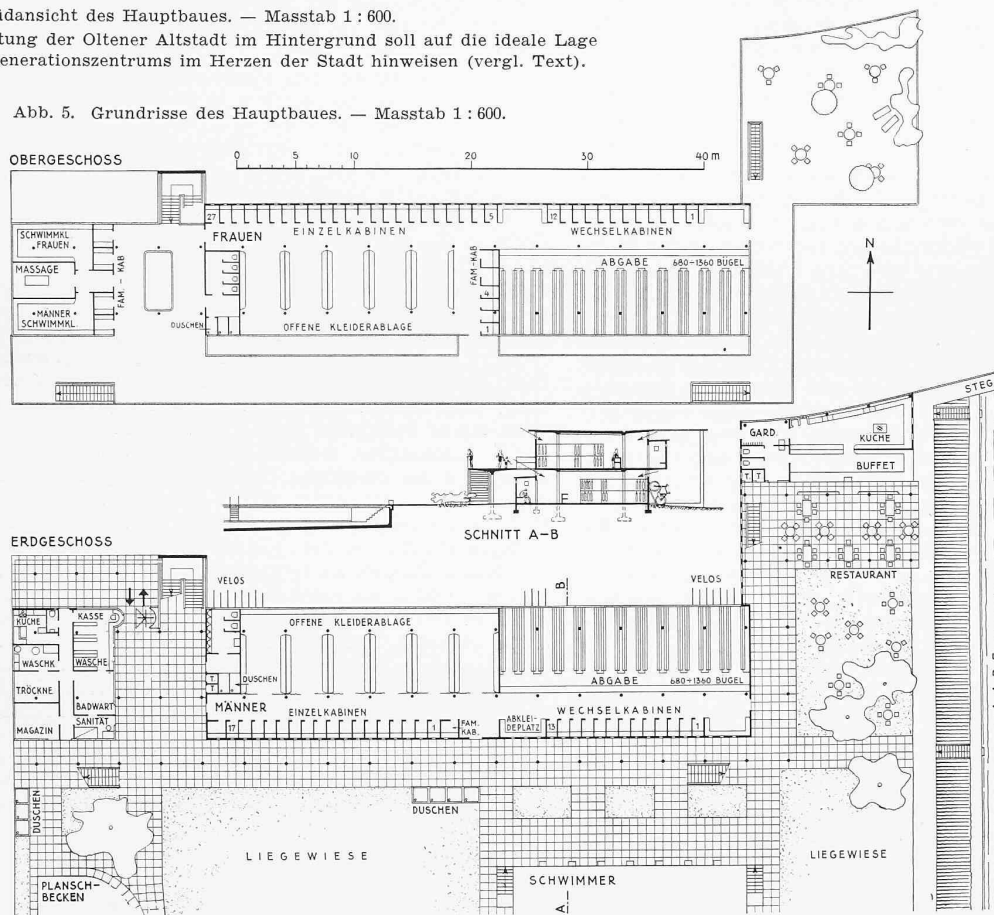 idansicht des Hauptbaues. — Masstab 1 : 600.
tung der Oltener Altstadt im Hintergrund soll auf die ideale Lage
enerationszentrums im Herzen der Stadt hinweisen (vergl. Text).
Abb. 5. Grundrisse des Hauptbaues. — Masstab 1 : 600.
OBERGESCHOSS
0 5 10 20 30 40 m
27 EINZELKABINEN 5 12 WECHSELKABINEN 1
SCHWIMMKL. FRAUEN
FRAUEN
MASSAGE
FAM.-KAB
MÄNNER SCHWIMMKL.
DUSCHEN
OFFENE KLEIDERABLAGE
FAM-KAB
4
1
ABGABE 680-1360 BÜGEL
N
STEG
GARD.
KÜCHE
BUFFET
T. T
SCHNITT A-B
ERDGESCHOSS
RESTAURANT
VELOS
B
VELOS
KÜCHE
KASSE
WASCHK
WÄSCHE
TRÖCKNE
BADWART
MAGAZIN
SANITÄT
OFFENE KLEIDERABLAGE
T.
T
DUSCHEN
ABGABE 680-1360 BÜGEL
MÄNNER
EINZELKABINEN
WECHSELKABINEN
17 1 FAM. KAB.
ABKLEI-
DEPLATZ 13 1
DUSCHEN
DUSCHEN
LIEGEWIESE
LIEGEWIESE
PLANSCH-
BECKEN
SCHWIMMER
A